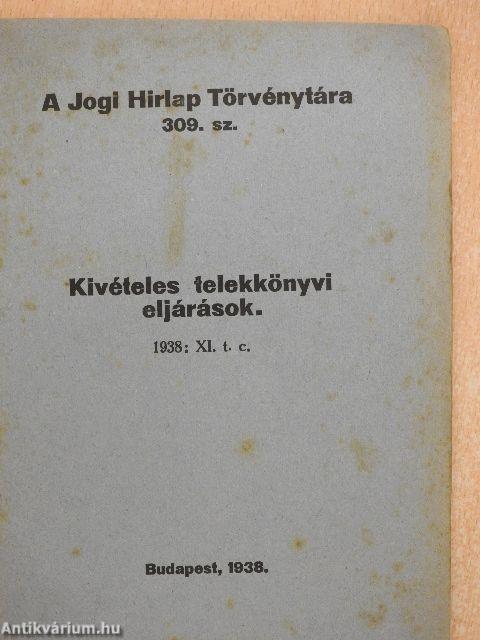 A Jogi Hirlap Törvénytára
309. sz.
Kivételes telekkönyvi
eljárások.
1938: XI. t. c.
Budapest, 1938.
Antikvárium.hu